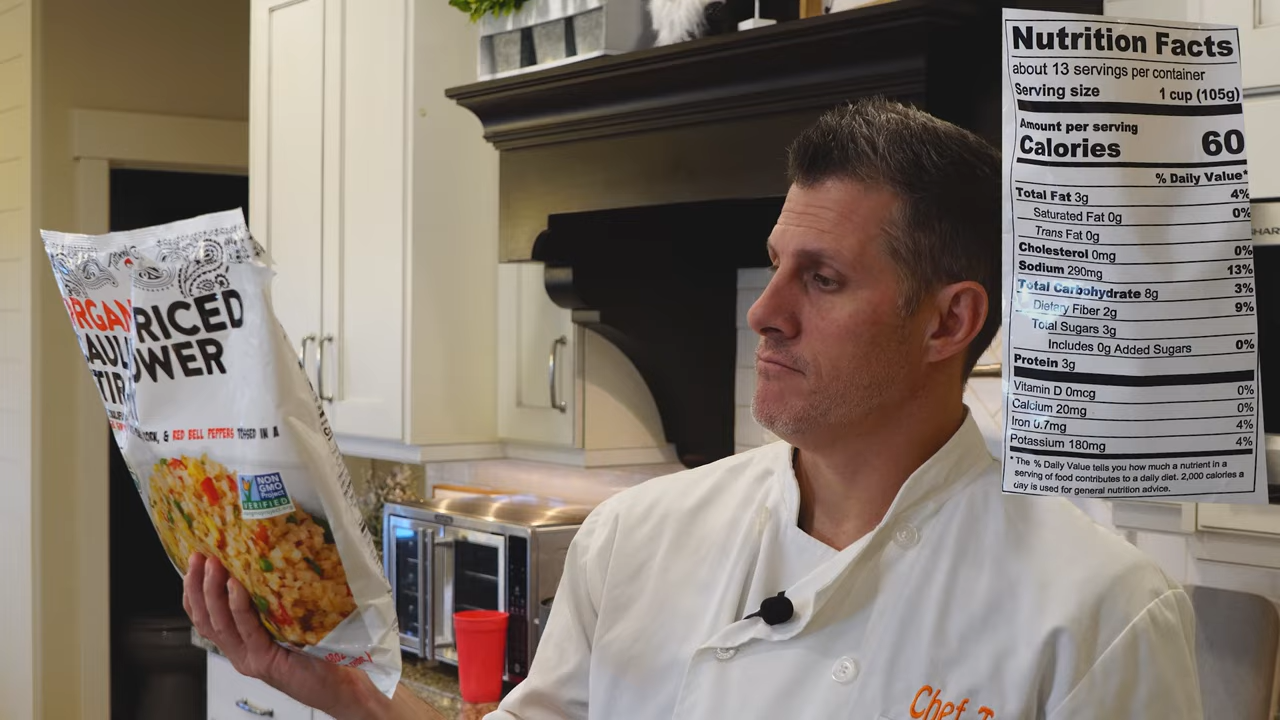 RICED
OWER
CORN, & RED BELL PEPPERS TOSSED IN A
NON
GMO
Project
VERIFIED
Chef
Nutrition Facts
about 13 servings per container
Serving size 1 cup (105g)
Amount per serving
Calories 60
% Daily Value*
Total Fat 3g 4%
Saturated Fat 0g 0%
Trans Fat 0g
Cholesterol 0mg 0%
Sodium 290mg 13%
Total Carbohydrate 8g 3%
Dietary Fiber 2g 9%
Total Sugars 3g
Includes 0g Added Sugars 0%
Protein 3g
Vitamin D 0mcg 0%
Calcium 20mg 0%
Iron 0.7mg 4%
Potassium 180mg 4%
* The % Daily Value tells you how much a nutrient in a
serving of food contributes to a daily diet. 2,000 calories a
day is used for general nutrition advice.